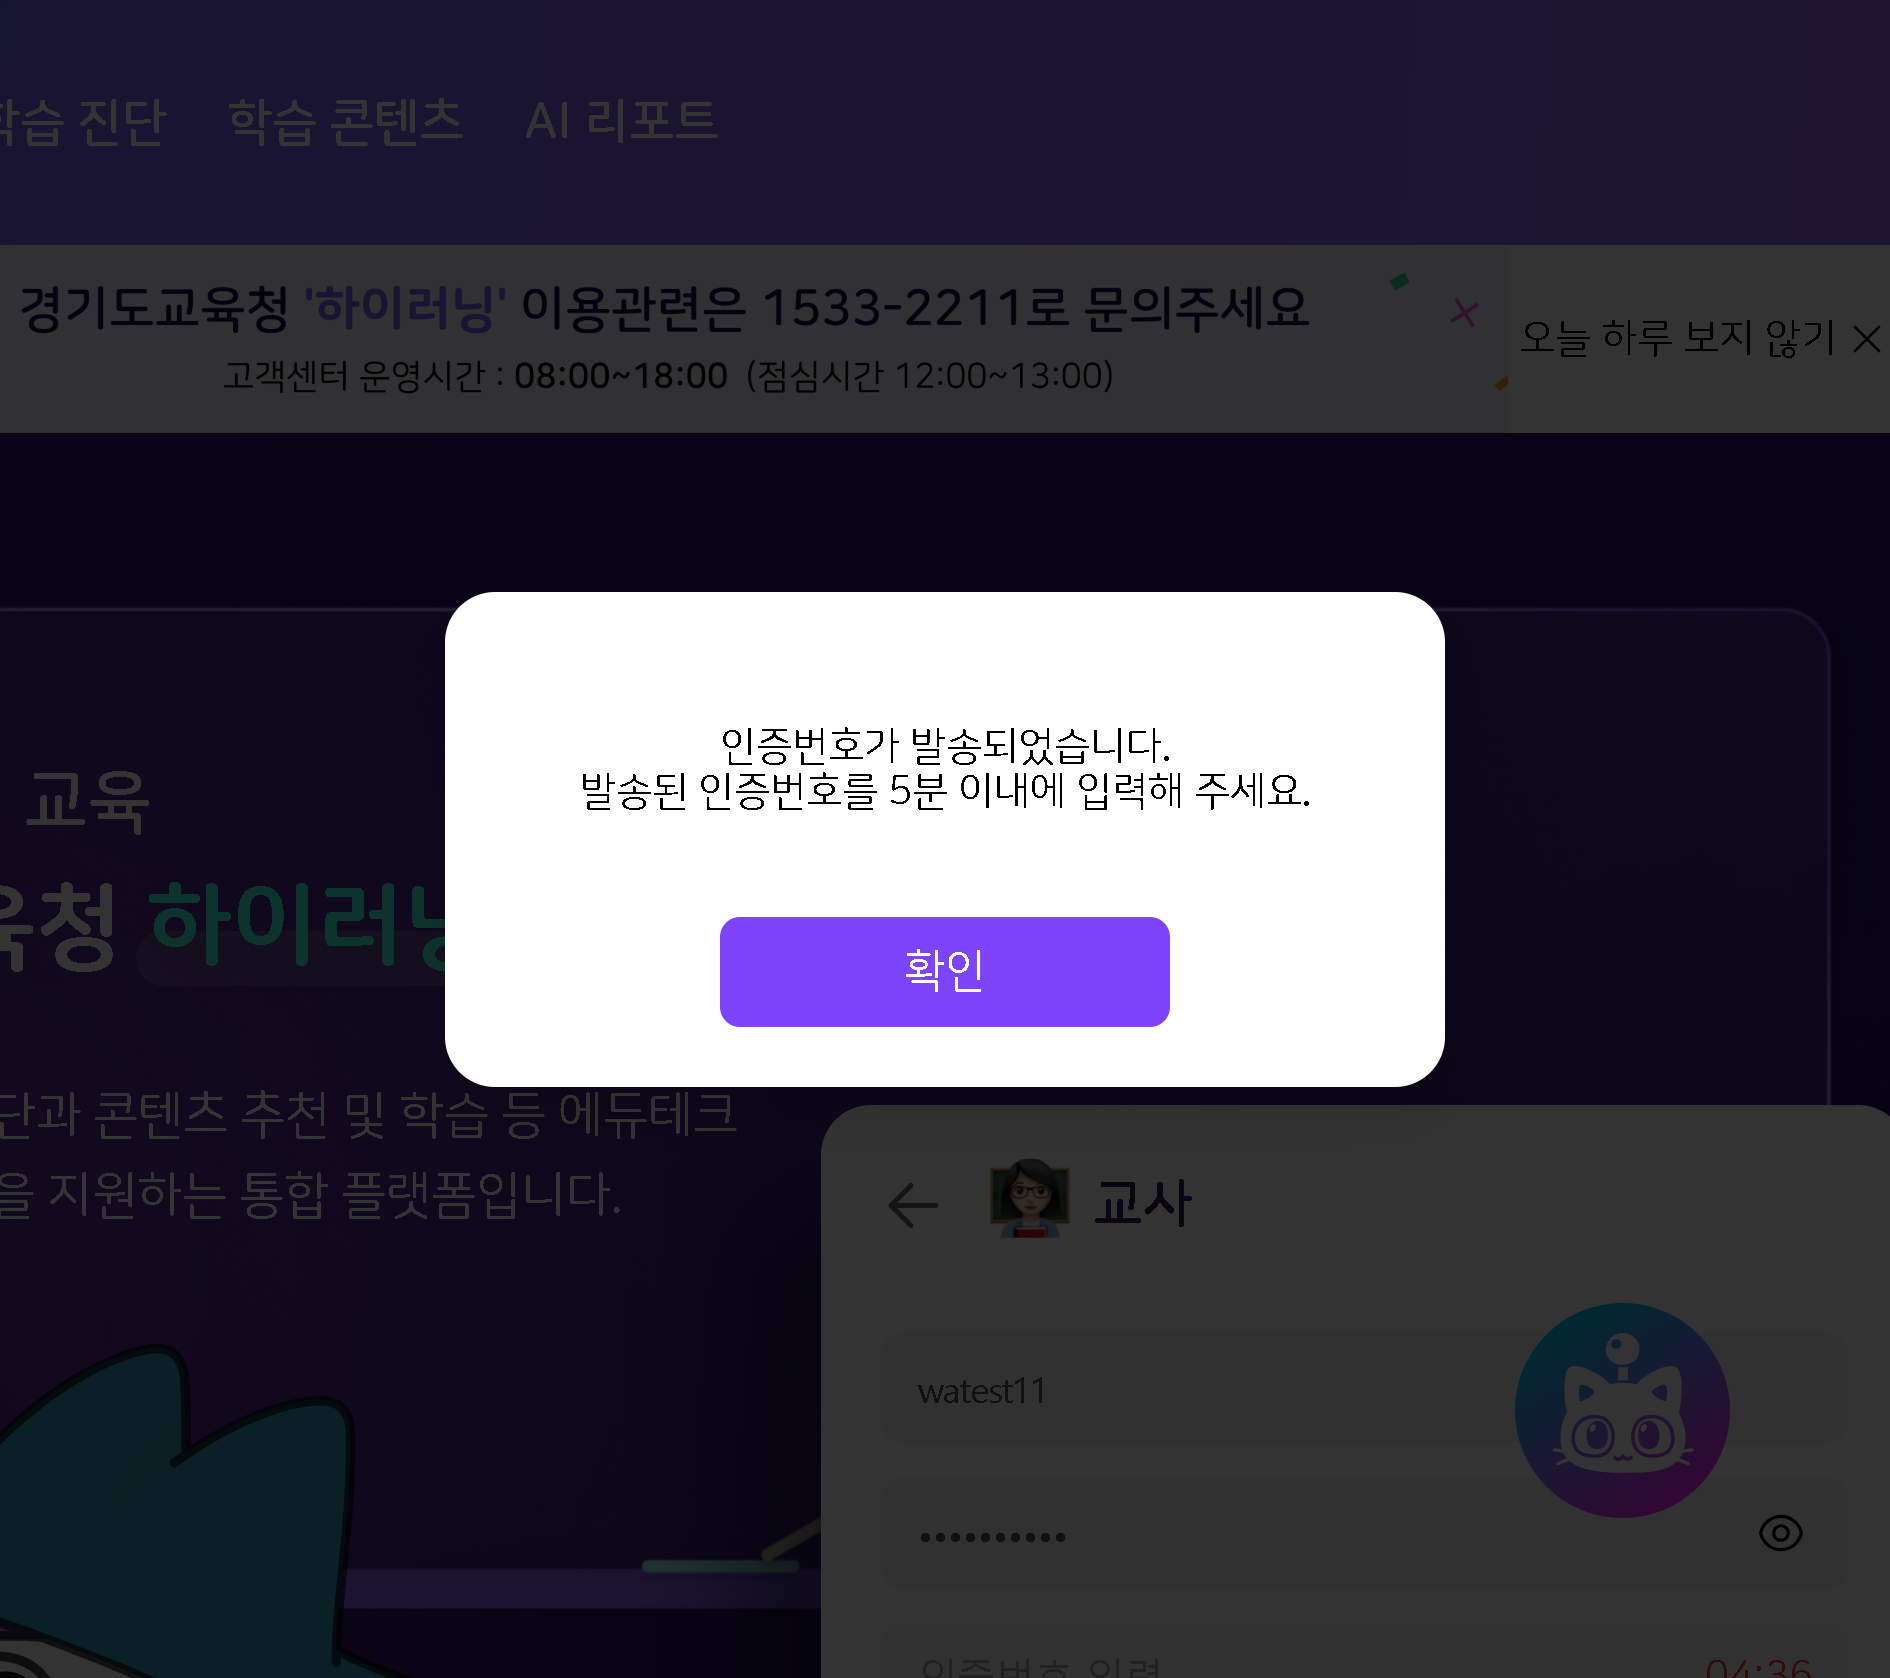 학습 진단 학습 콘텐츠 AI 리포트
경기도교육청 '하이러닝' 이용관련은 1533-2211로 문의주세요
고객센터 운영시간 : 08:00~18:00 (점심시간 12:00~13:00)
오늘 하루 보지 않기
인증번호가 발송되었습니다.
발송된 인증번호를 5분 이내에 입력해 주세요.
확인
교육
육청 하이러닝
단과 콘텐츠 추천 및 학습 등 에듀테크
을 지원하는 통합 플랫폼입니다.
교사
watest11
인증번호 입력 04:36